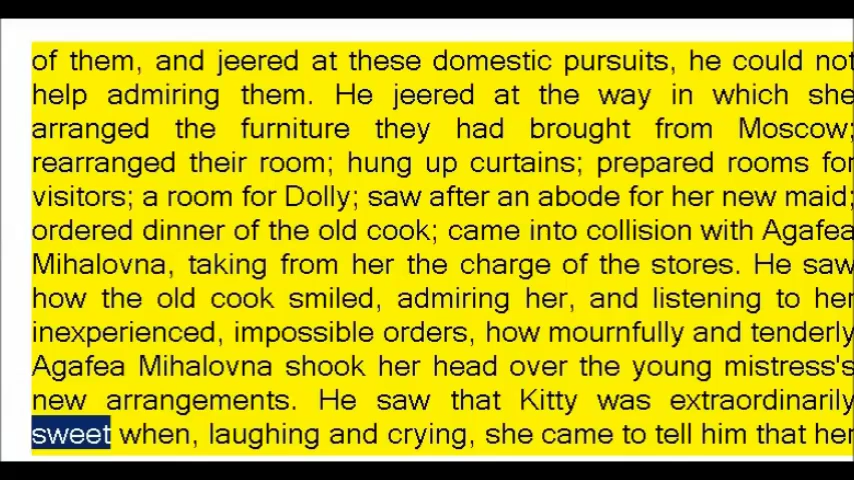 of them, and jeered at these domestic pursuits, he could not
help admiring them. He jeered at the way in which she
arranged the furniture they had brought from Moscow;
rearranged their room; hung up curtains; prepared rooms for
visitors; a room for Dolly; saw after an abode for her new maid;
ordered dinner of the old cook; came into collision with Agafea
Mihalovna, taking from her the charge of the stores. He saw
how the old cook smiled, admiring her, and listening to her
inexperienced, impossible orders, how mournfully and tenderly
Agafea Mihalovna shook her head over the young mistress's
new arrangements. He saw that Kitty was extraordinarily
sweet when, laughing and crying, she came to tell him that her